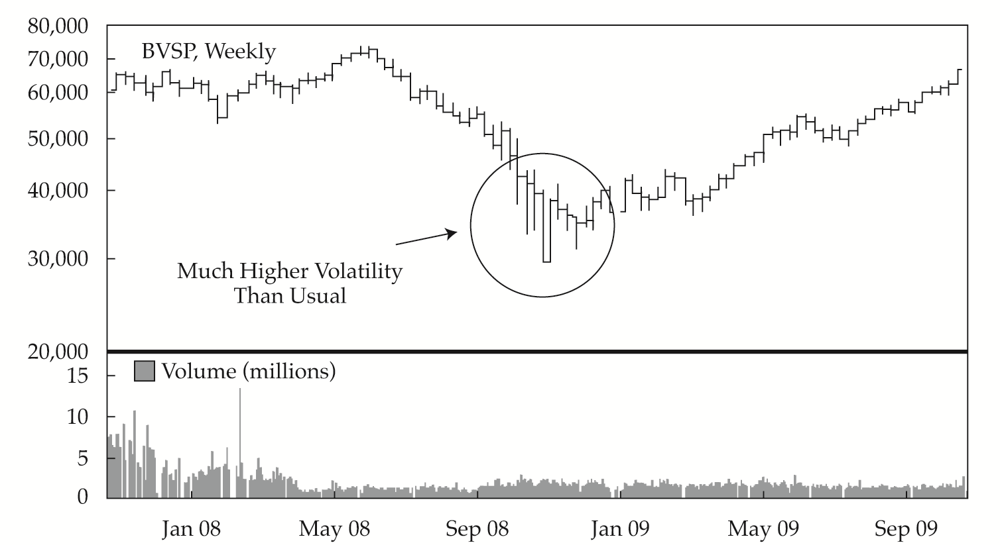 80,000
BVSP, Weekly
70,000
60,000
50,000
40,000
30,000
Much Higher Volatility
Than Usual
20,000
Volume (millions)
15
10
5
0
Jan 08
May 08
Sep 08
Jan 09
May 09
Sep 09